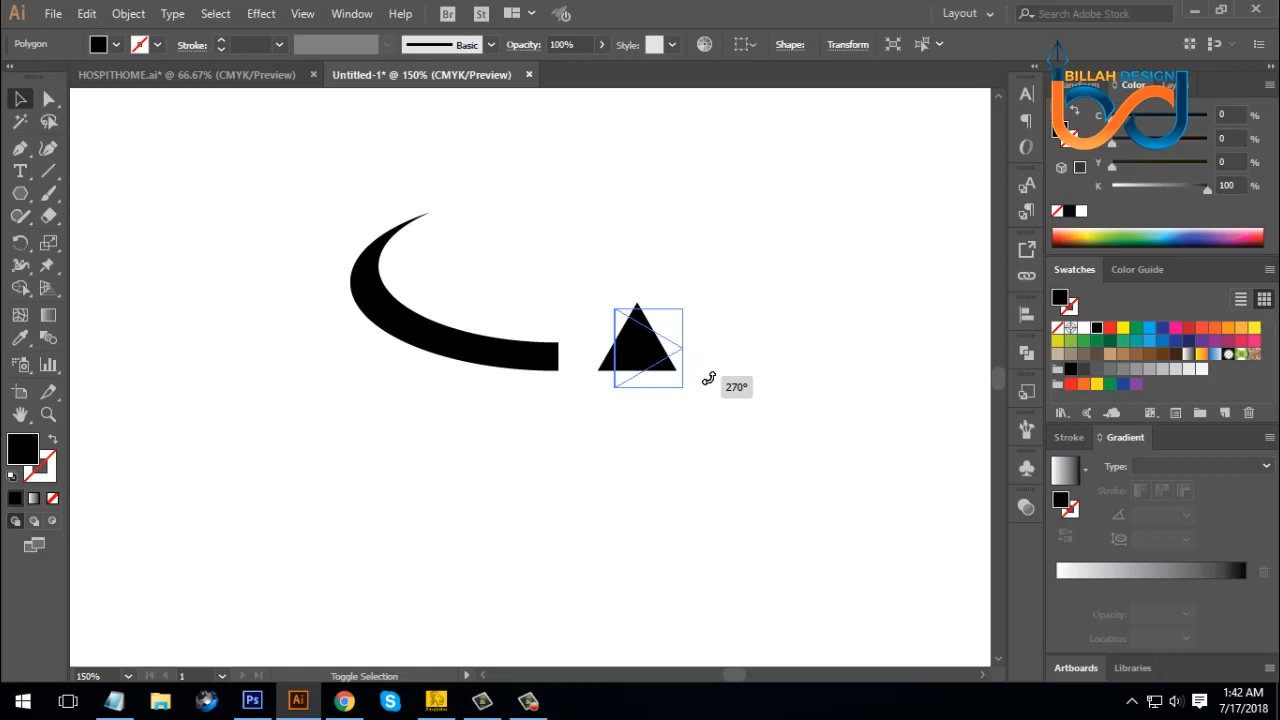 Ai File Edit Object Type Select Effect View Window Help Br St Layout Search Adobe Stock
Polygon Stroke: Basic Opacity: 100% Style: Shape: Transform
HOSPITHOME.ai* @ 66.67% (CMYK/Preview) Untitled-1* @ 150% (CMYK/Preview)
BILLAH DESIGN
Color
C 0 %
0 %
Y 0 %
K 100 %
Swatches Color Guide
270°
Stroke Gradient
Type:
Stroke:
Opacity:
Location:
Artboards Libraries
150% 1 Toggle Selection
Ps Ai
1:42 AM
7/17/2018